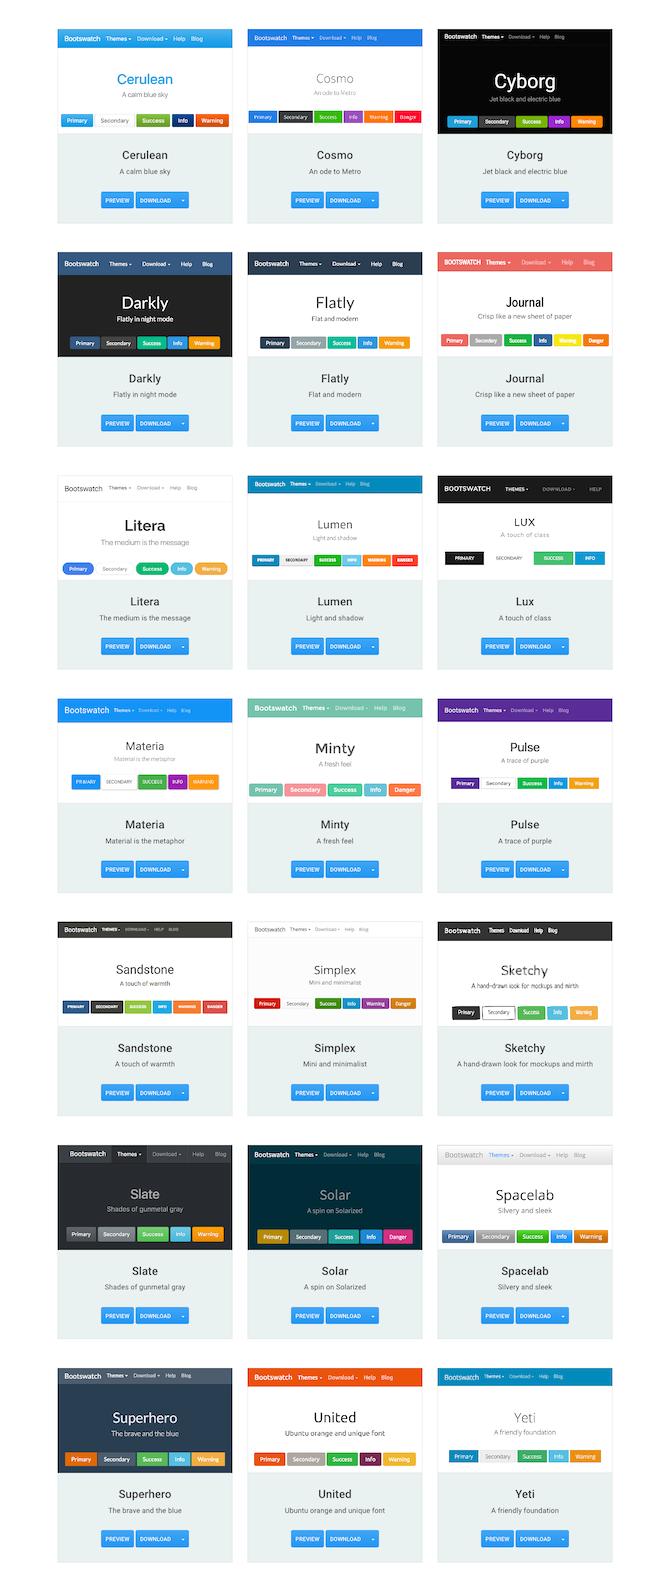 Bootswatch Themes Download Help Blog
Cerulean
A calm blue sky
Primary Secondary Success Info Warning
Cerulean
A calm blue sky
PREVIEW DOWNLOAD
Bootswatch Themes Download Help Blog
Cosmo
An ode to Metro
Primary Secondary Success Info Warning Danger
Cosmo
An ode to Metro
PREVIEW DOWNLOAD
Bootswatch Themes Download Help Blog
Cyborg
Jet black and electric blue
Primary Secondary Success Info Warning
Cyborg
Jet black and electric blue
PREVIEW DOWNLOAD
Bootswatch Themes Download Help Blog
Darkly
Flatly in night mode
Primary Secondary Success Info Warning
Darkly
Flatly in night mode
PREVIEW DOWNLOAD
Bootswatch Themes Download Help Blog
Flatly
Flat and modern
Primary Secondary Success Info Warning
Flatly
Flat and modern
PREVIEW DOWNLOAD
BOOTSWATCH Themes Download Help Blog
Journal
Crisp like a new sheet of paper
Primary Secondary Success Info Warning Danger
Journal
Crisp like a new sheet of paper
PREVIEW DOWNLOAD
Bootswatch Themes Download Help Blog
Litera
The medium is the message
Primary Secondary Success Info Warning
Litera
The medium is the message
PREVIEW DOWNLOAD
Bootswatch Themes Download Help Blog
Lumen
Light and shadow
PRIMARY SECONDARY SUCCESS INFO WARNING DANGER
Lumen
Light and shadow
PREVIEW DOWNLOAD
BOOTSWATCH THEMES DOWNLOAD HELP
LUX
A touch of class
PRIMARY SECONDARY SUCCESS INFO
Lux
A touch of class
PREVIEW DOWNLOAD
Bootswatch Themes Download Help Blog
Materia
Material is the metaphor
PRIMARY SECONDARY SUCCESS INFO WARNING
Materia
Material is the metaphor
PREVIEW DOWNLOAD
Bootswatch Themes Download Help Blog
Minty
A fresh feel
Primary Secondary Success Info Danger
Minty
A fresh feel
PREVIEW DOWNLOAD
Bootswatch Themes Download Help Blog
Pulse
A trace of purple
Primary Secondary Success Info Warning
Pulse
A trace of purple
PREVIEW DOWNLOAD
Bootswatch THEMES DOWNLOAD HELP BLOG
Sandstone
A touch of warmth
PRIMARY SECONDARY SUCCESS INFO WARNING DANGER
Sandstone
A touch of warmth
PREVIEW DOWNLOAD
Bootswatch Themes Download Help Blog
Simplex
Mini and minimalist
Primary Secondary Success Info Warning Danger
Simplex
Mini and minimalist
PREVIEW DOWNLOAD
Bootswatch Themes Download Help Blog
Sketchy
A hand-drawn look for mockups and mirth
Primary Secondary Success Info Warning
Sketchy
A hand-drawn look for mockups and mirth
PREVIEW DOWNLOAD
Bootswatch Themes Download Help Blog
Slate
Shades of gunmetal gray
Primary Secondary Success Info Warning
Slate
Shades of gunmetal gray
PREVIEW DOWNLOAD
Bootswatch Themes Download Help Blog
Solar
A spin on Solarized
Primary Secondary Success Info Danger
Solar
A spin on Solarized
PREVIEW DOWNLOAD
Bootswatch Themes Download Help Blog
Spacelab
Silvery and sleek
Primary Secondary Success Info Warning
Spacelab
Silvery and sleek
PREVIEW DOWNLOAD
Bootswatch Themes Download Help Blog
Superhero
The brave and the blue
Primary Secondary Success Info Warning
Superhero
The brave and the blue
PREVIEW DOWNLOAD
Bootswatch Themes Download Help Blog
United
Ubuntu orange and unique font
Primary Secondary Success Info Warning
United
Ubuntu orange and unique font
PREVIEW DOWNLOAD
Bootswatch Themes Download Help Blog
Yeti
A friendly foundation
Primary Secondary Success Info Warning
Yeti
A friendly foundation
PREVIEW DOWNLOAD